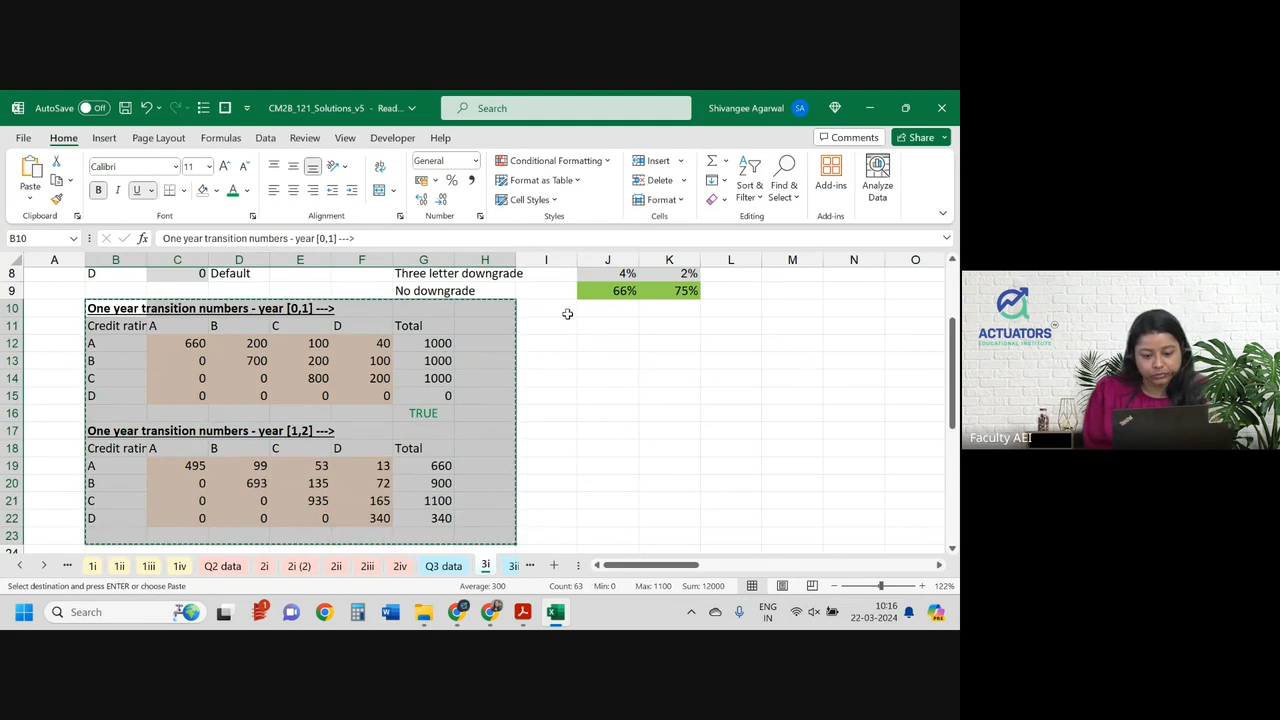 AutoSave Off CM2B_121_Solutions_v5 - Read... Search Shivangee Agarwal SA
File Home Insert Page Layout Formulas Data Review View Developer Help Comments Share
Paste Calibri 11 General Conditional Formatting Insert Sort & Filter Find & Select Add-ins Analyze Data
B I U Format as Table Delete
Cell Styles Format
Clipboard Font Alignment Number Styles Cells Editing Add-ins
B10 fx One year transition numbers - year [0,1] --->
A B C D E F G H I J K L M N O
8 D 0 Default Three letter downgrade 4% 2%
9 No downgrade 66% 75%
10 One year transition numbers - year [0,1] --->
11 Credit ratin A B C D Total
12 A 660 200 100 40 1000
13 B 0 700 200 100 1000
14 C 0 0 800 200 1000
15 D 0 0 0 0 0
16 TRUE
17 One year transition numbers - year [1,2] --->
18 Credit ratin A B C D Total
19 A 495 99 53 13 660
20 B 0 693 135 72 900
21 C 0 0 935 165 1100
22 D 0 0 0 340 340
23
24
1i 1ii 1iii 1iv Q2 data 2i 2i (2) 2ii 2iii 2iv Q3 data 3i 3ii
Select destination and press ENTER or choose Paste Average: 300 Count: 63 Min: 0 Max: 1100 Sum: 12000 122%
Search ENG IN 10:16 22-03-2024
ACTUATORS
EDUCATIONAL INSTITUTE
Faculty AEI